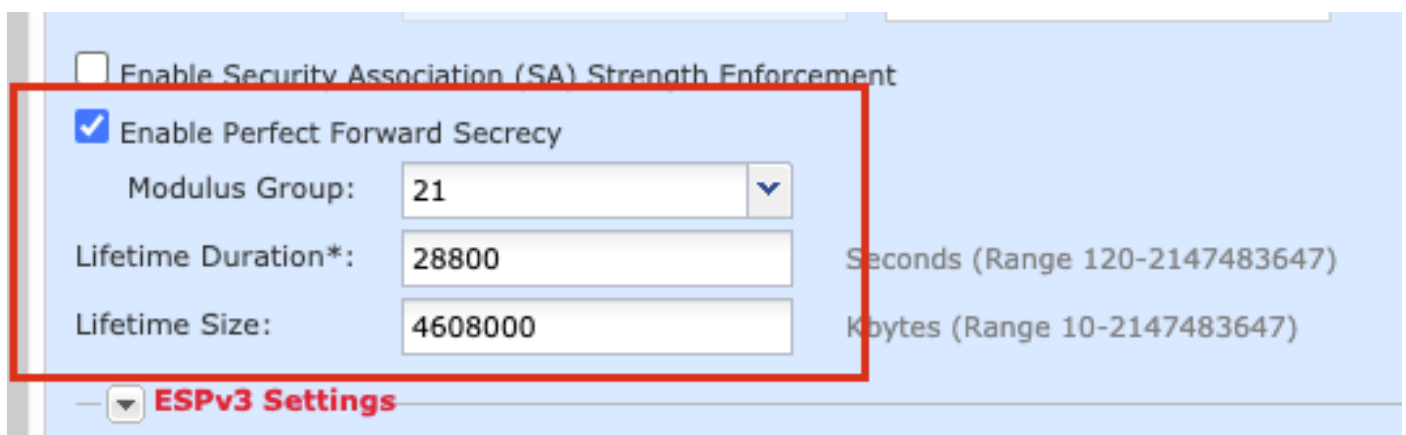 Enable Security Association (SA) Strength Enforcement
Enable Perfect Forward Secrecy
Modulus Group: 21
Lifetime Duration*: 28800 Seconds (Range 120-2147483647)
Lifetime Size: 4608000 Kbytes (Range 10-2147483647)
ESPv3 Settings